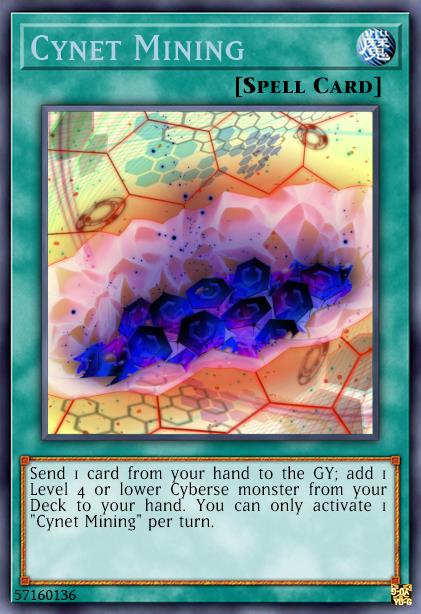 Cynet Mining
魔
[Spell Card]
Send 1 card from your hand to the GY; add 1
Level 4 or lower Cyberse monster from your
Deck to your hand. You can only activate 1
"Cynet Mining" per turn.
57160136